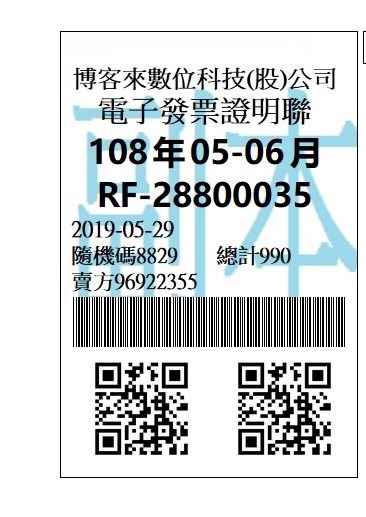 博客來數位科技(股)公司
電子發票證明聯
108年05-06月
RF-28800035
2019-05-29
隨機碼8829 總計990
賣方96922355
副本